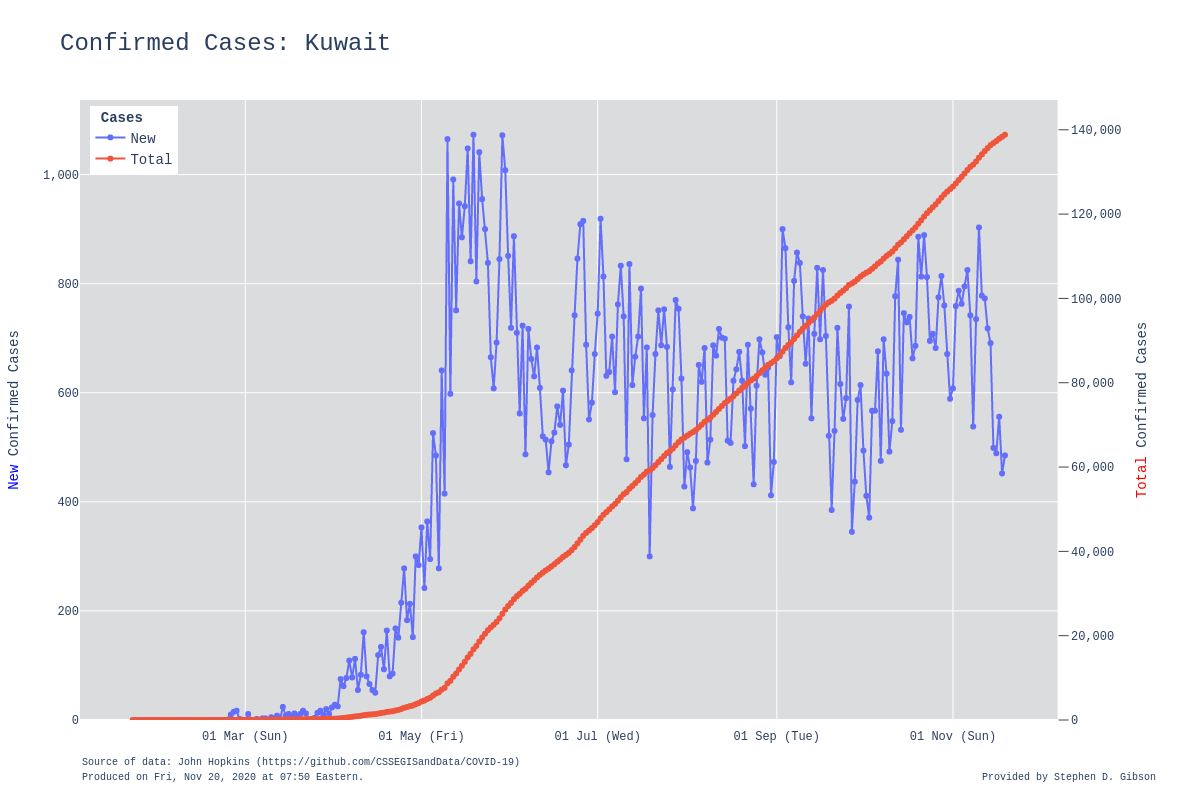 Confirmed Cases: Kuwait
Cases
New
Total
1,000
800
600
400
200
0
140,000
120,000
100,000
80,000
60,000
40,000
20,000
0
New Confirmed Cases
Total Confirmed Cases
01 Mar (Sun)
01 May (Fri)
01 Jul (Wed)
01 Sep (Tue)
01 Nov (Sun)
Source of data: John Hopkins (https://github.com/CSSEGISandData/COVID-19)
Produced on Fri, Nov 20, 2020 at 07:50 Eastern.
Provided by Stephen D. Gibson